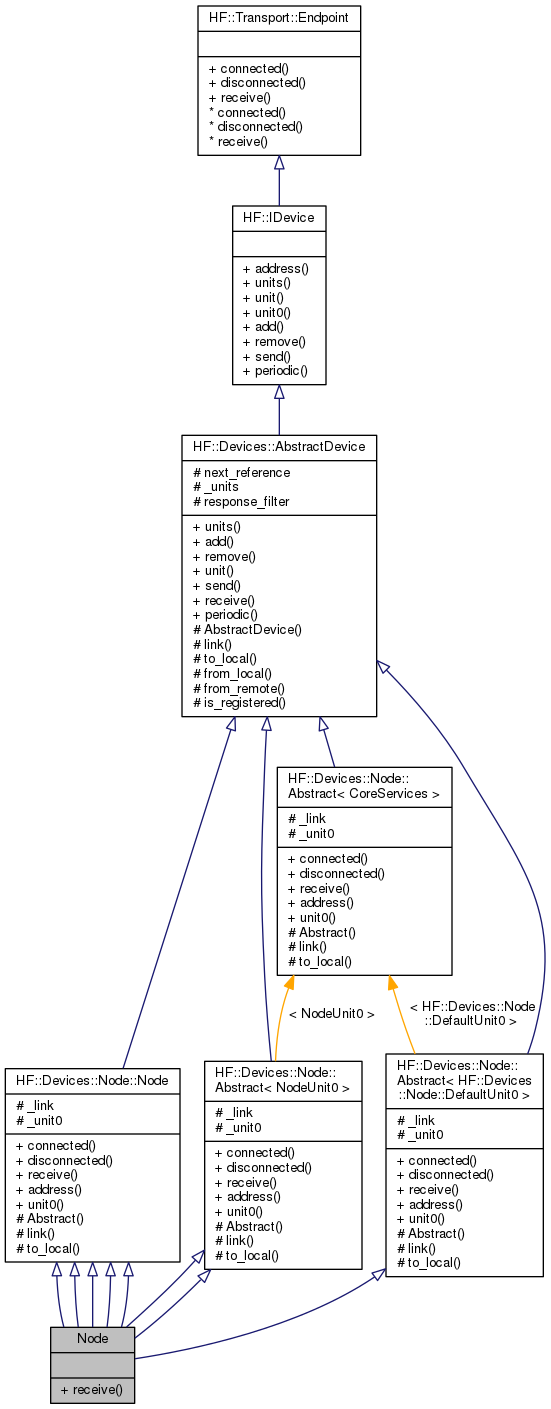 HF::Transport::Endpoint
+ connected()
+ disconnected()
+ receive()
* connected()
* disconnected()
* receive()
HF::IDevice
+ address()
+ units()
+ unit()
+ unit0()
+ add()
+ remove()
+ send()
+ periodic()
HF::Devices::AbstractDevice
# next_reference
# _units
# response_filter
+ units()
+ add()
+ remove()
+ unit()
+ send()
+ receive()
+ periodic()
# AbstractDevice()
# link()
# to_local()
# from_local()
# from_remote()
# is_registered()
HF::Devices::Node::
Abstract< CoreServices >
# _link
# _unit0
+ connected()
+ disconnected()
+ receive()
+ address()
+ unit0()
# Abstract()
# link()
# to_local()
< NodeUnit0 >
< HF::Devices::Node
::DefaultUnit0 >
HF::Devices::Node::Node
# _link
# _unit0
+ connected()
+ disconnected()
+ receive()
+ address()
+ unit0()
# Abstract()
# link()
# to_local()
HF::Devices::Node::
Abstract< NodeUnit0 >
# _link
# _unit0
+ connected()
+ disconnected()
+ receive()
+ address()
+ unit0()
# Abstract()
# link()
# to_local()
HF::Devices::Node::
Abstract< HF::Devices
::Node::DefaultUnit0 >
# _link
# _unit0
+ connected()
+ disconnected()
+ receive()
+ address()
+ unit0()
# Abstract()
# link()
# to_local()
Node
+ receive()